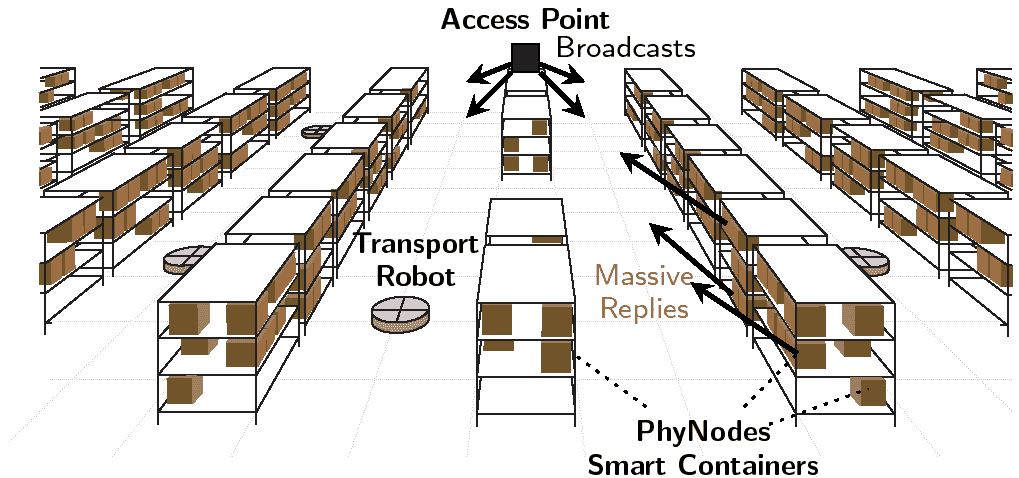 Access Point
Broadcasts
Transport
Robot
Massive
Replies
PhyNodes
Smart Containers